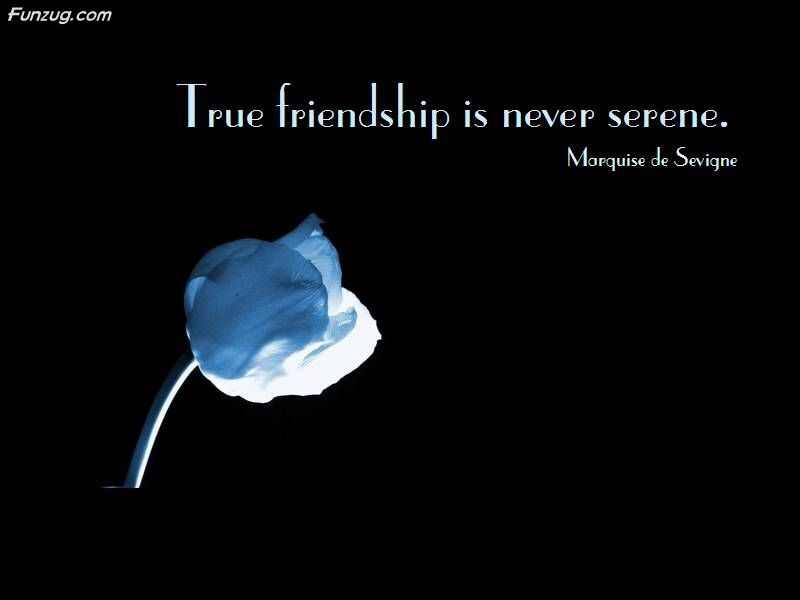 Funzug.com
True friendship is never serene.
Marquise de Sevigne